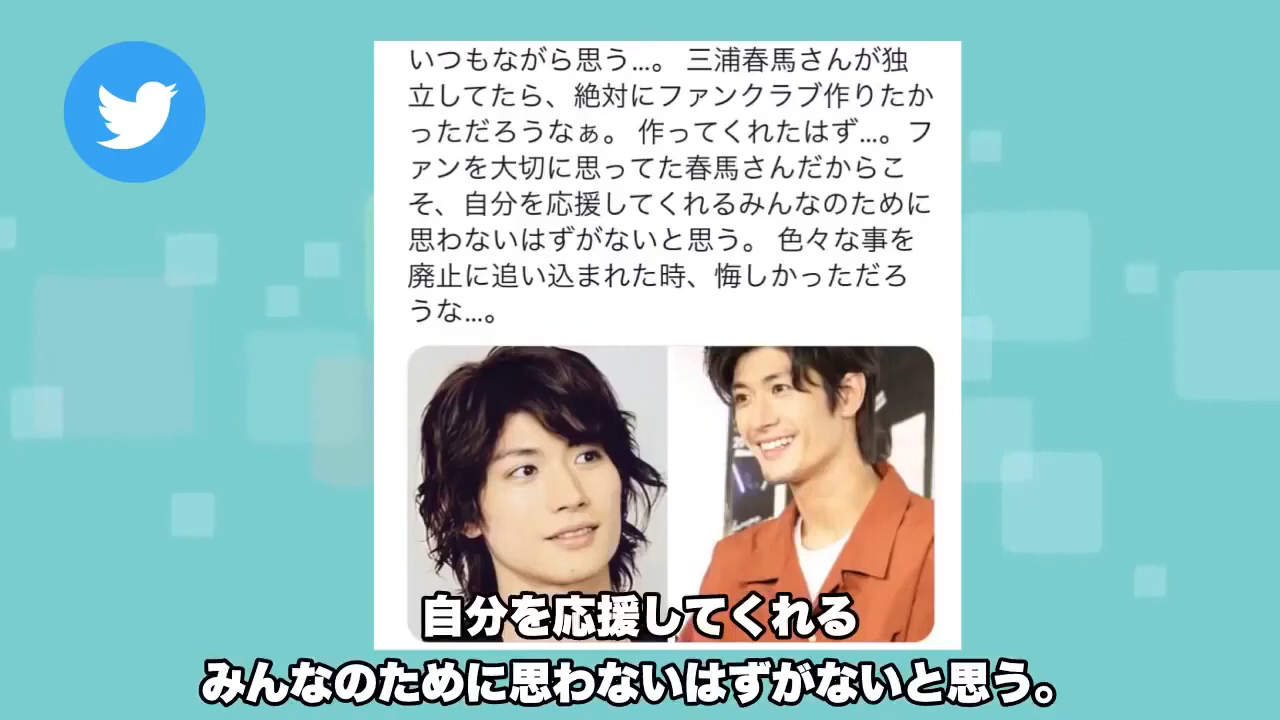 いつもながら思う…。 三浦春馬さんが独
立してたら、絶対にファンクラブ作りたか
っただろうなぁ。 作ってくれたはず…。フ
ァンを大切に思ってた春馬さんだからこ
そ、自分を応援してくれるみんなのために
思わないはずがないと思う。 色々な事を
廃止に追い込まれた時、悔しかっただろ
うな…。
自分を応援してくれる
みんなのために思わないはずがないと思う。